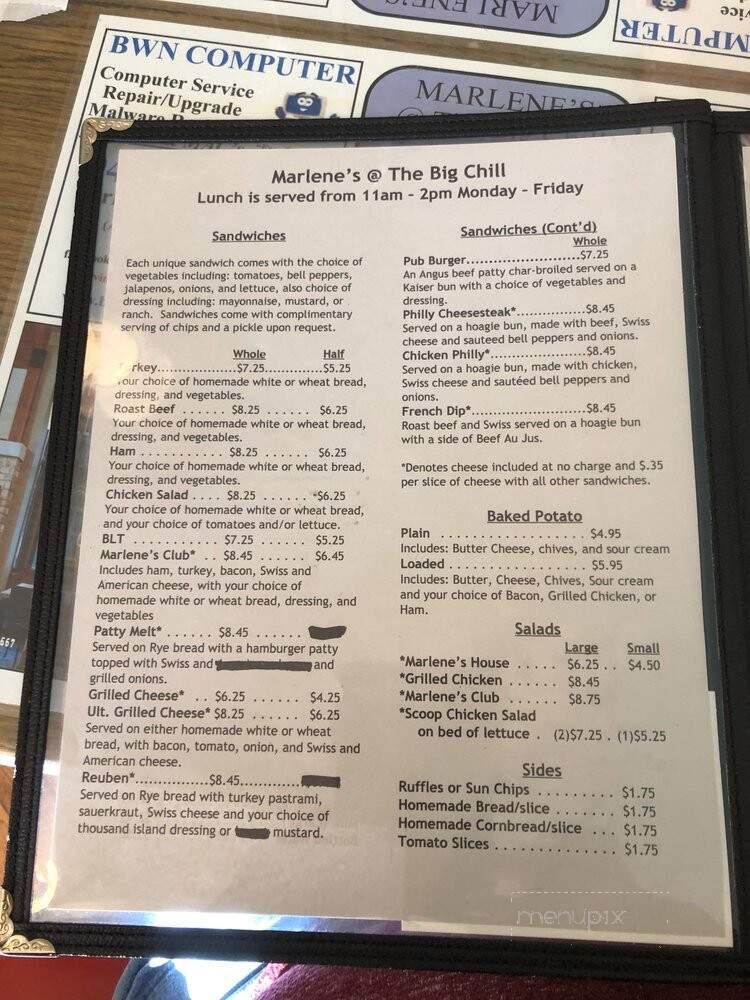 MARLENE'S
vice
MPUTER
BWN COMPUTER
Computer Service
Repair/Upgrade
Malware
MARLENE'S
Marlene's @ The Big Chill
Lunch is served from 11am - 2pm Monday - Friday
Sandwiches
Each unique sandwich comes with the choice of
vegetables including: tomatoes, bell peppers,
jalapenos, onions, and lettuce, also choice of
dressing including: mayonnaise, mustard, or
ranch. Sandwiches come with complimentary
serving of chips and a pickle upon request.
Whole Half
rkey..................$7.25..............$5.25
your choice of homemade white or wheat bread,
dressing, and vegetables.
Roast Beef ...... $8.25 ...... $6.25
Your choice of homemade white or wheat bread,
dressing, and vegetables.
Ham ........... $8.25 ...... $6.25
Your choice of homemade white or wheat bread,
dressing, and vegetables.
Chicken Salad .... $8.25 ...... $6.25
Your choice of homemade white or wheat bread,
and your choice of tomatoes and/or lettuce.
BLT ........... $7.25 ...... $5.25
Marlene's Club* .. $8.45 ...... $6.45
Includes ham, turkey, bacon, Swiss and
American cheese, with your choice of
homemade white or wheat bread, dressing, and
vegetables
Patty Melt* ...... $8.45 ......
Served on Rye bread with a hamburger patty
topped with Swiss and and
grilled onions.
Grilled Cheese* .. $6.25 ...... $4.25
Ult. Grilled Cheese* $8.25 ...... $6.25
Served on either homemade white or wheat
bread, with bacon, tomato, onion, and Swiss and
American cheese.
Reuben*...............$8.45.............
Served on Rye bread with turkey pastrami,
sauerkraut, Swiss cheese and your choice of
thousand island dressing or mustard.
Sandwiches (Cont'd)
Whole
Pub Burger..........................$7.25
An Angus beef patty char-broiled served on a
Kaiser bun with a choice of vegetables and
dressing.
Philly Cheesesteak*................$8.45
Served on a hoagie bun, made with beef, Swiss
cheese and sauteed bell peppers and onions.
Chicken Philly*......................$8.45
Served on a hoagie bun, made with chicken,
Swiss cheese and sautéed bell peppers and
onions.
French Dip*..........................$8.45
Roast beef and Swiss served on a hoagie bun
with a side of Beef Au Jus.
*Denotes cheese included at no charge and $.35
per slice of cheese with all other sandwiches.
Baked Potato
Plain .................. $4.95
Includes: Butter Cheese, chives, and sour cream
Loaded ................. $5.95
Includes: Butter, Cheese, Chives, Sour cream
and your choice of Bacon, Grilled Chicken, or
Ham.
Salads
Large Small
*Marlene's House ..... $6.25 .. $4.50
*Grilled Chicken ...... $8.45
*Marlene's Club ...... $8.75
*Scoop Chicken Salad
on bed of lettuce . (2)$7.25 . (1)$5.25
Sides
Ruffles or Sun Chips ......... $1.75
Homemade Bread/slice ....... $1.75
Homemade Cornbread/slice ... $1.75
Tomato Slices .............. $1.75
667
menupix